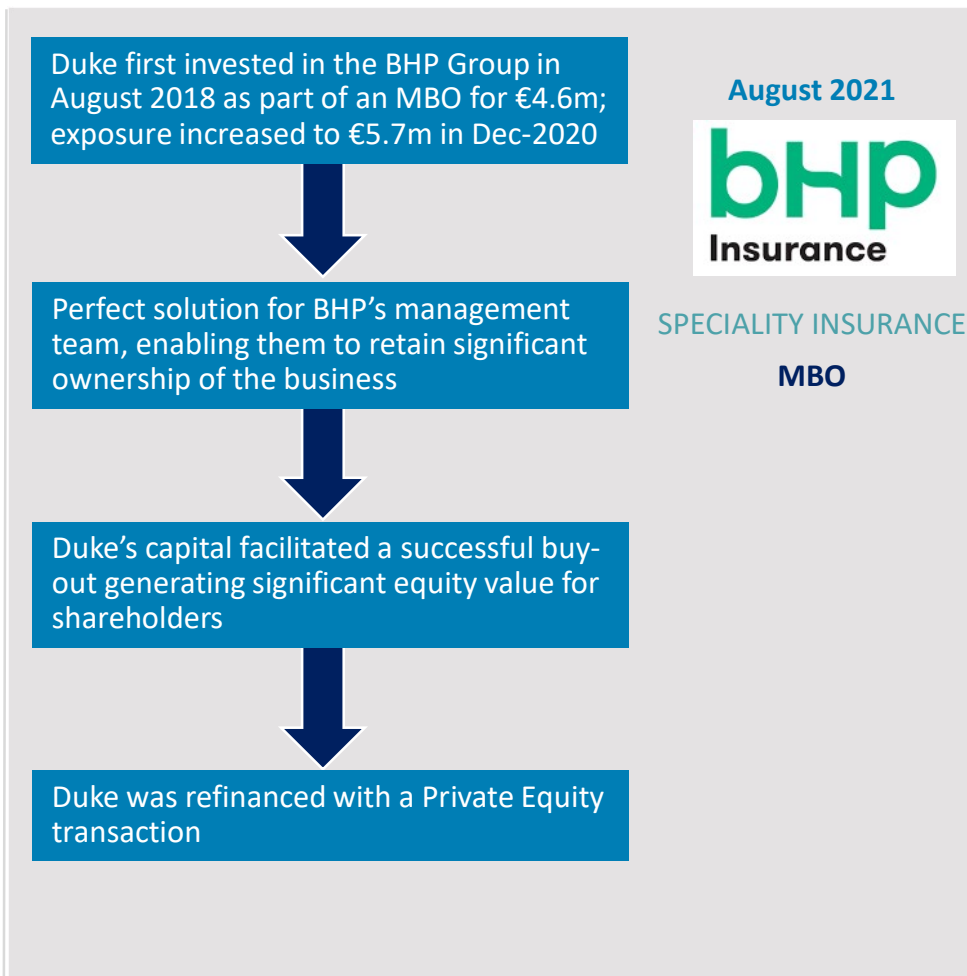 Duke first invested in the BHP Group in
August 2018 as part of an MBO for €4.6m;
exposure increased to €5.7m in Dec-2020
Perfect solution for BHP’s management
team, enabling them to retain significant
ownership of the business
Duke’s capital facilitated a successful buy-
out generating significant equity value for
shareholders
Duke was refinanced with a Private Equity
transaction
August 2021
bHp
Insurance
SPECIALITY INSURANCE
MBO